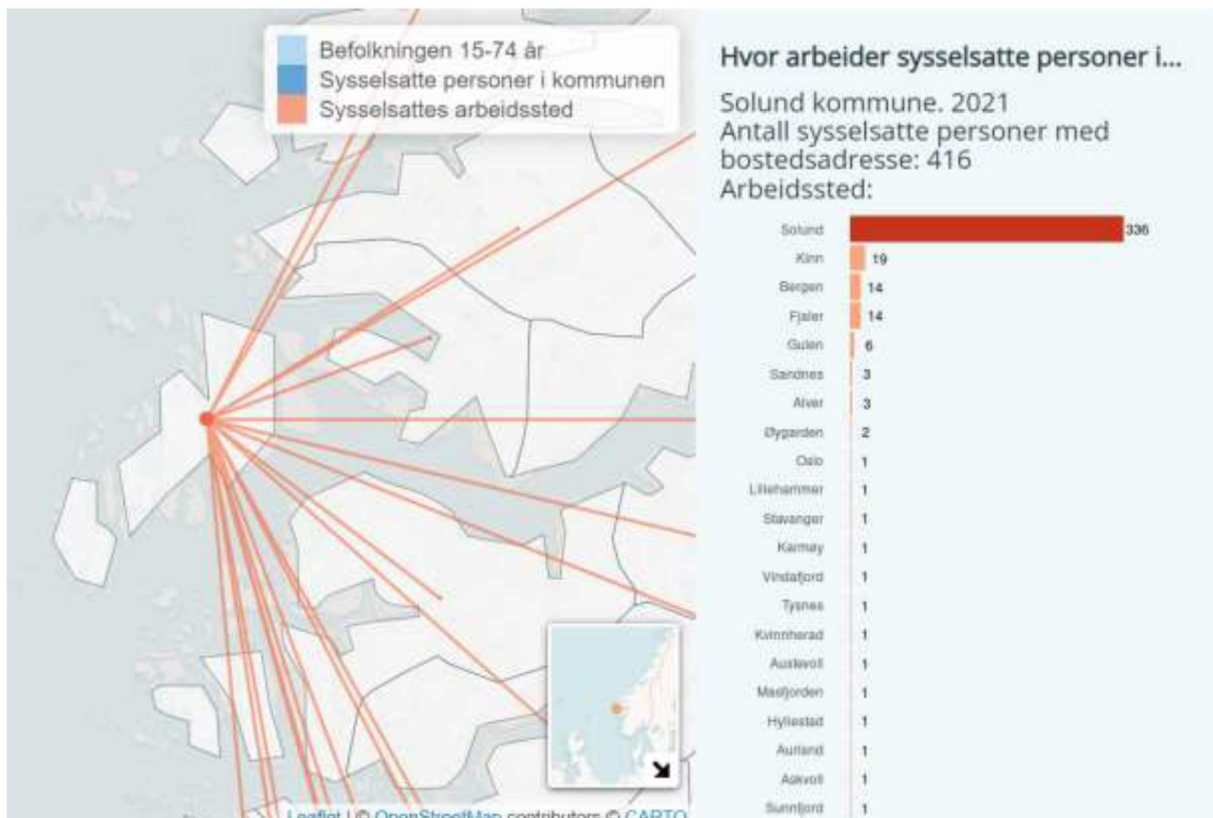 Befolkningen 15-74 år
Sysselsatte personer i kommunen
Sysselsattes arbeidssted
Leaflet | © OpenStreetMap contributors © CARTO
Hvor arbeider sysselsatte personer i...
Solund kommune. 2021
Antall sysselsatte personer med
bostedsadresse: 416
Arbeidssted:
Solund 336
Kinn 19
Bergen 14
Fjaler 14
Gulen 6
Sandnes 3
Alver 3
Øygarden 2
Oslo 1
Lillehammer 1
Stavanger 1
Karmøy 1
Vindafjord 1
Tysnes 1
Kvinnherad 1
Austevoll 1
Masfjorden 1
Hyllestad 1
Aurland 1
Askvoll 1
Sunnfjord 1